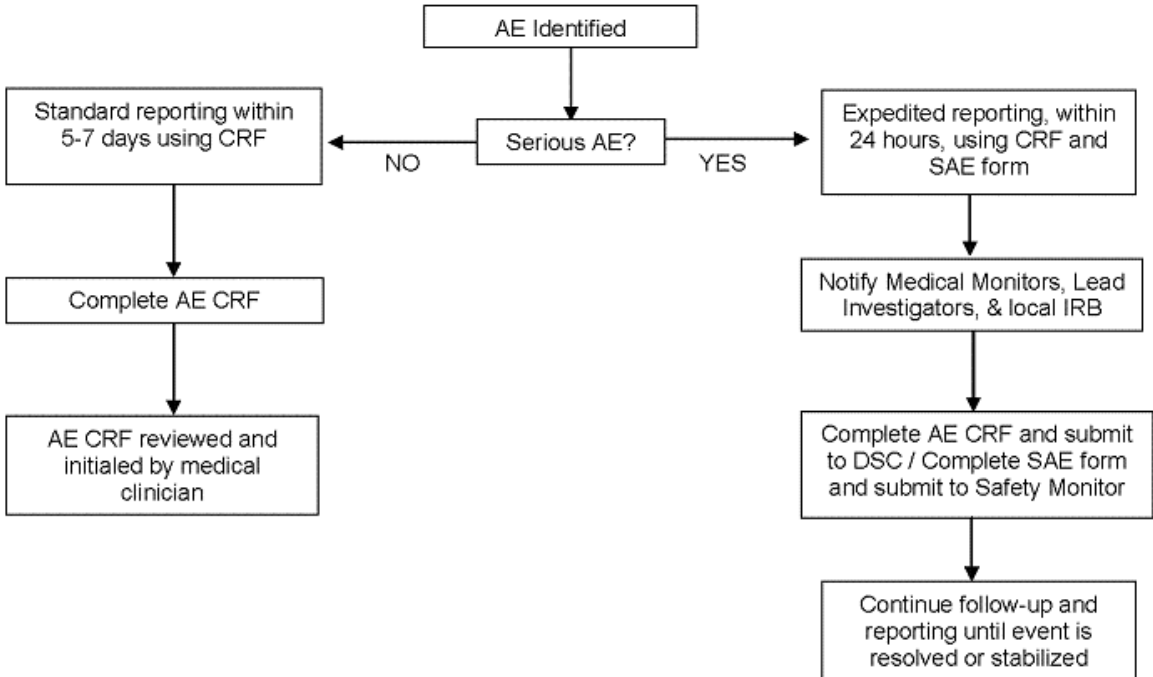 AE Identified
Serious AE?
NO
YES
Standard reporting within
5-7 days using CRF
Complete AE CRF
AE CRF reviewed and
initialed by medical
clinician
Expedited reporting, within
24 hours, using CRF and
SAE form
Notify Medical Monitors, Lead
Investigators, & local IRB
Complete AE CRF and submit
to DSC / Complete SAE form
and submit to Safety Monitor
Continue follow-up and
reporting until event is
resolved or stabilized